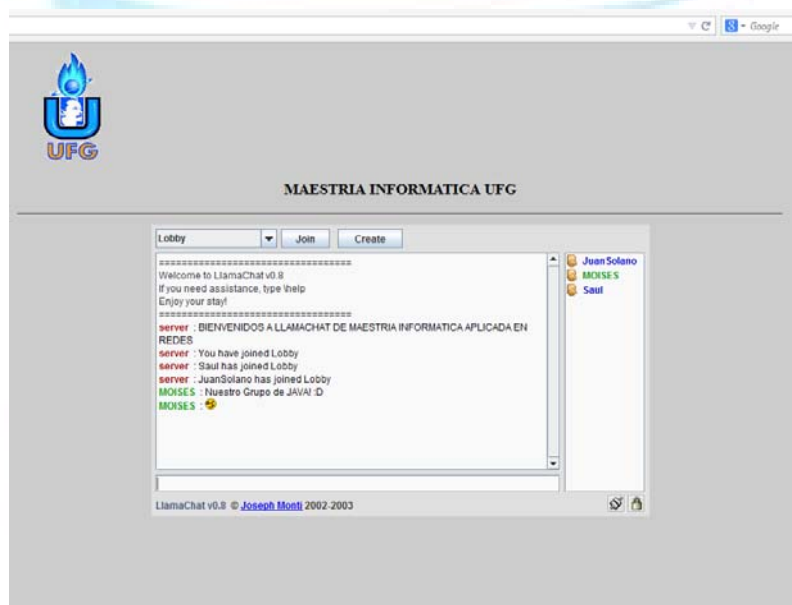 Google
UFG
MAESTRIA INFORMATICA UFG
Lobby Join Create
===================================
Welcome to LlamaChat v0.8
If you need assistance, type \help
Enjoy your stay!
===================================
server : BIENVENIDOS A LLAMACHAT DE MAESTRIA INFORMATICA APLICADA EN
REDES
server : You have joined Lobby
server : Saul has joined Lobby
server : JuanSolano has joined Lobby
MOISES : Nuestro Grupo de JAVA! :D
MOISES :
JuanSolano
MOISES
Saul
LlamaChat v0.8 © Joseph Monti 2002-2003